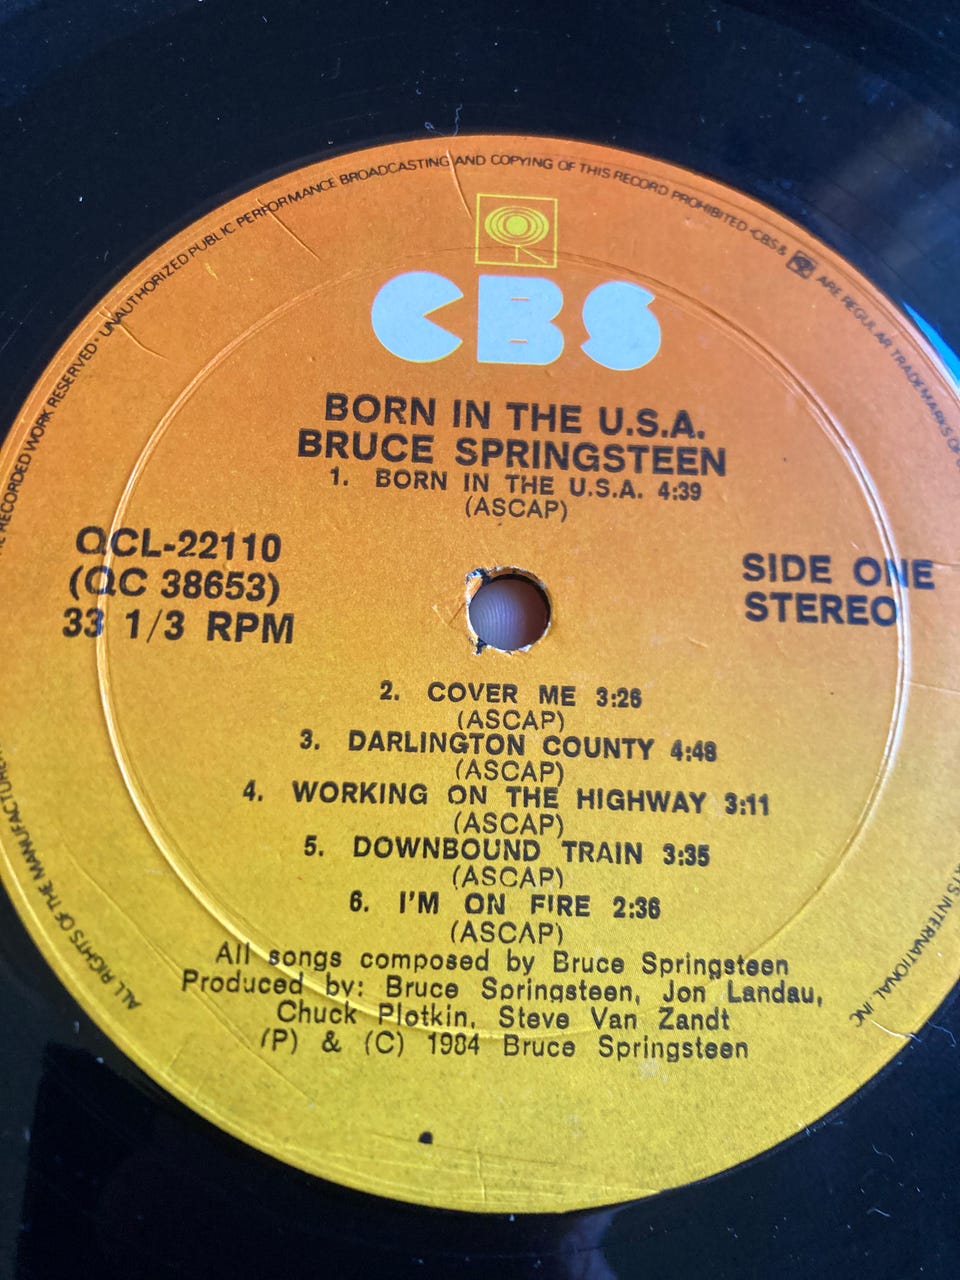 ALL RIGHTS OF THE MANUFACTURER
RECORDED WORK RESERVED • UNAUTHORIZED PUBLIC PERFORMANCE BROADCASTING AND COPYING OF THIS RECORD PROHIBITED • CBS &
ARE REGULAR TRADEMARKS OF
INTERNATIONAL INC
CBS
BORN IN THE U.S.A.
BRUCE SPRINGSTEEN
1. BORN IN THE U.S.A. 4:39
(ASCAP)
QCL-22110
(QC 38653)
33 1/3 RPM
SIDE ONE
STEREO
2. COVER ME 3:26
(ASCAP)
3. DARLINGTON COUNTY 4:48
(ASCAP)
4. WORKING ON THE HIGHWAY 3:11
(ASCAP)
5. DOWNBOUND TRAIN 3:35
(ASCAP)
6. I'M ON FIRE 2:36
(ASCAP)
All songs composed by Bruce Springsteen
Produced by: Bruce Springsteen, Jon Landau,
Chuck Plotkin, Steve Van Zandt
(P) & (C) 1984 Bruce Springsteen